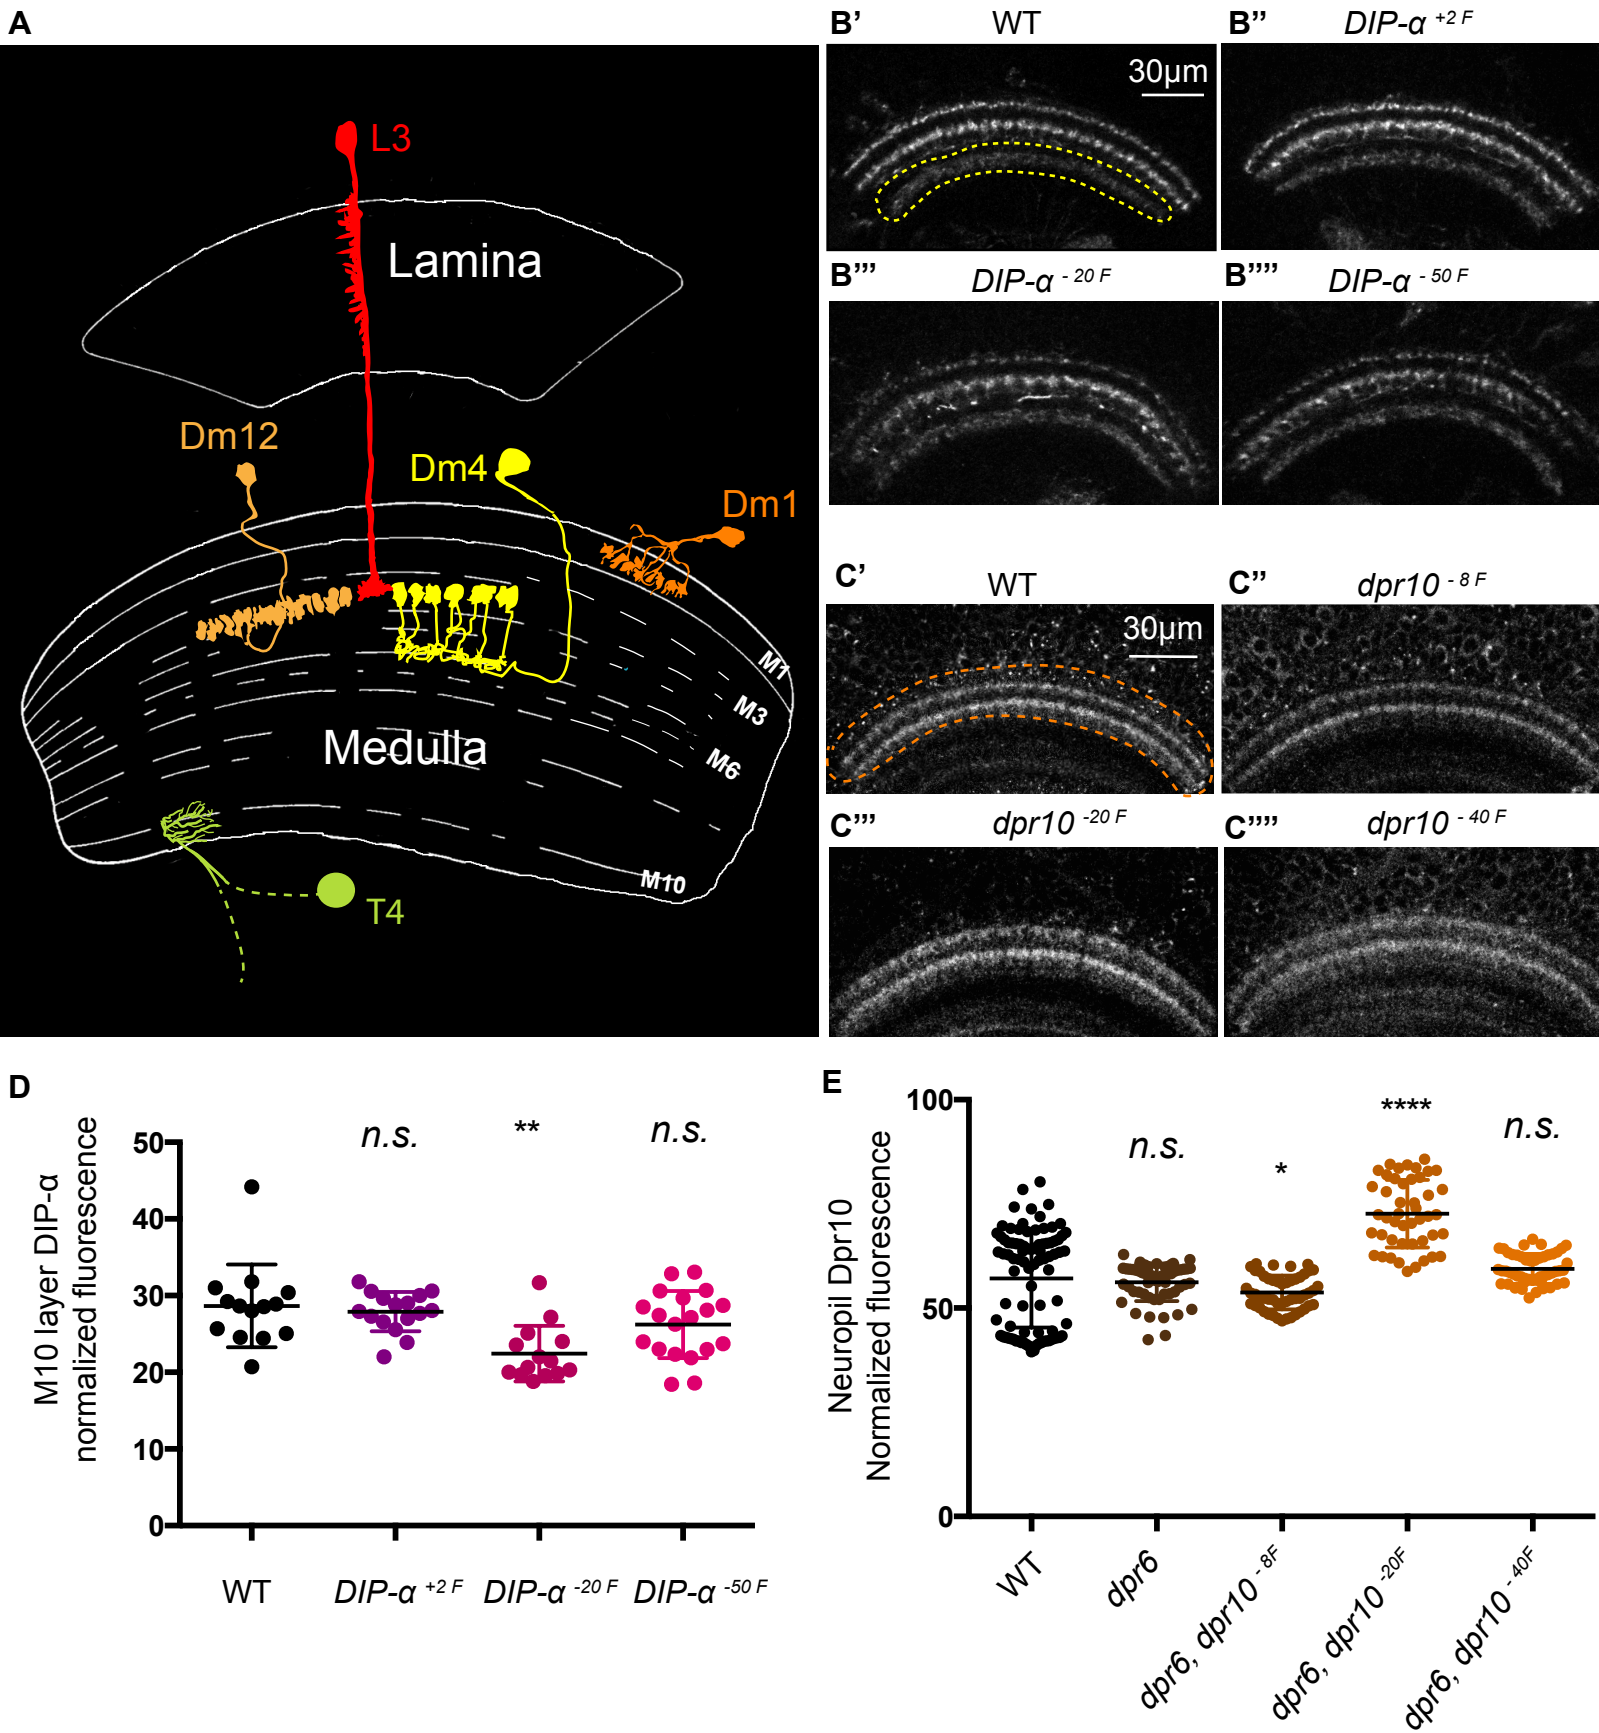 A
L3
Lamina
Dm12
Dm4
Dm1
M1
M3
M6
Medulla
M10
T4
B’ WT
30µm
B’’ DIP-α +2 F
B’’’ DIP-α - 20 F
B’’’’ DIP-α - 50 F
C’ WT
30µm
C’’ dpr10 - 8 F
C’’’ dpr10 -20 F
C’’’’ dpr10 - 40 F
D
M10 layer DIP-α
normalized fluorescence
50
40
30
20
10
0
n.s.
**
n.s.
WT
DIP-α +2 F
DIP-α -20 F
DIP-α -50 F
E
Neuropil Dpr10
Normalized fluorescence
100
50
0
n.s.
*
****
n.s.
WT
dpr6
dpr6, dpr10 - 8F
dpr6, dpr10 -20F
dpr6, dpr10 - 40F